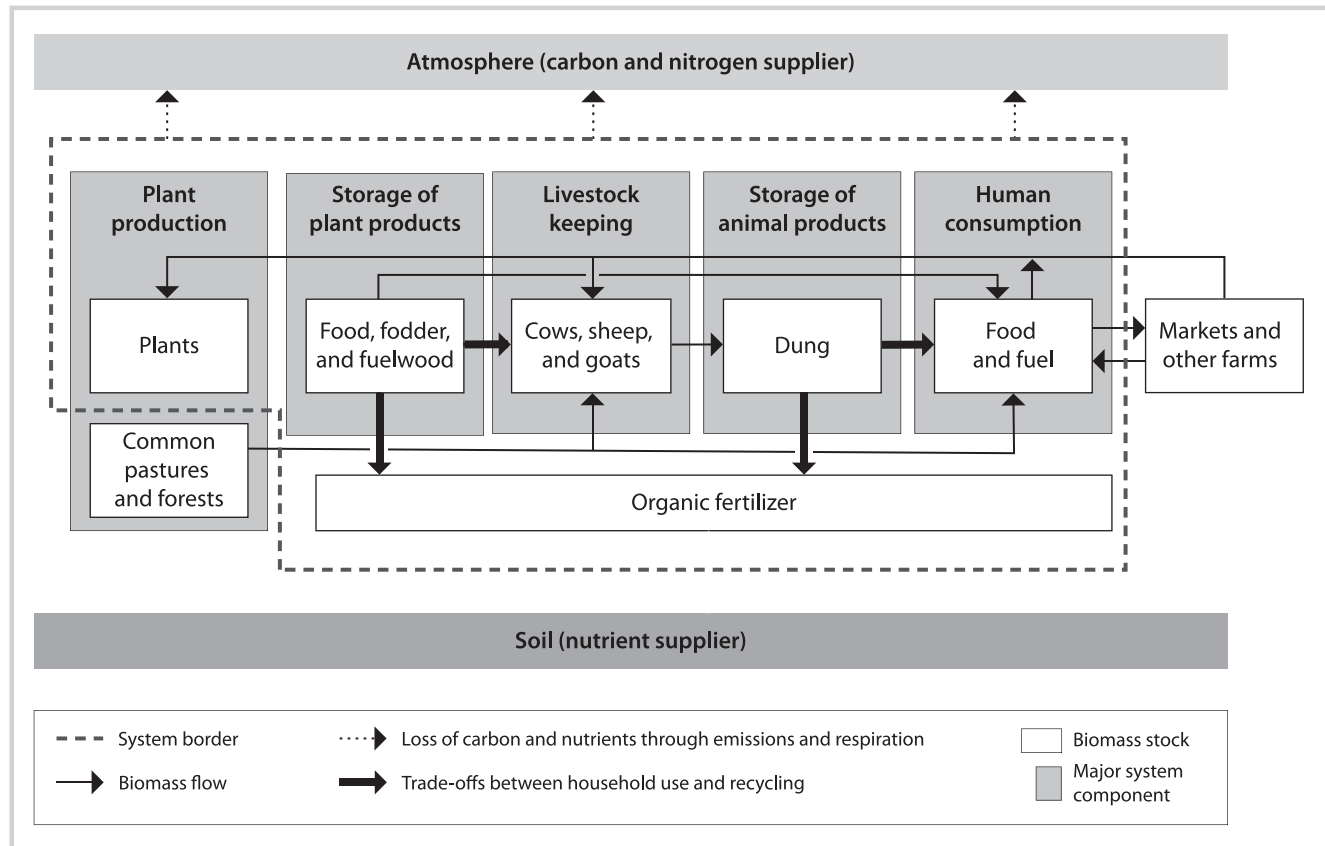 Atmosphere (carbon and nitrogen supplier)
Plant
production
Storage of
plant products
Livestock
keeping
Storage of
animal products
Human
consumption
Plants
Food, fodder,
and fuelwood
Cows, sheep,
and goats
Dung
Food
and fuel
Markets and
other farms
Common
pastures
and forests
Organic fertilizer
Soil (nutrient supplier)
System border
Loss of carbon and nutrients through emissions and respiration
Biomass stock
Biomass flow
Trade-offs between household use and recycling
Major system
component